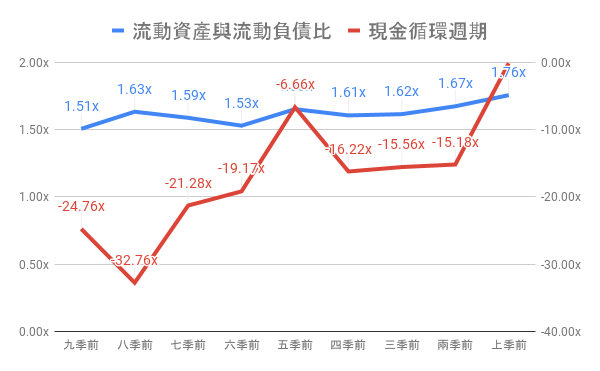 流動資產與流動負債比 現金循環週期
2.00x
1.50x
1.00x
0.50x
0.00x
0.00x
-10.00x
-20.00x
-30.00x
-40.00x
1.51x
1.63x
1.59x
1.53x
1.61x
1.62x
1.67x
1.76x
-24.76x
-32.76x
-21.28x
-19.17x
-6.66x
-16.22x
-15.56x
-15.18x
九季前 八季前 七季前 六季前 五季前 四季前 三季前 兩季前 上季前